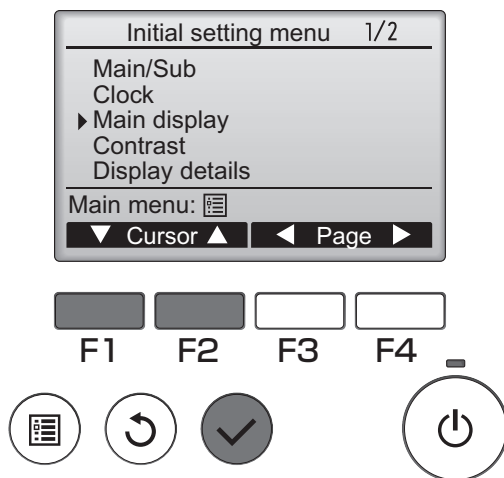 Initial setting menu 1/2
Main/Sub
Clock
Main display
Contrast
Display details
Main menu:
Cursor Page
F1 F2 F3 F4